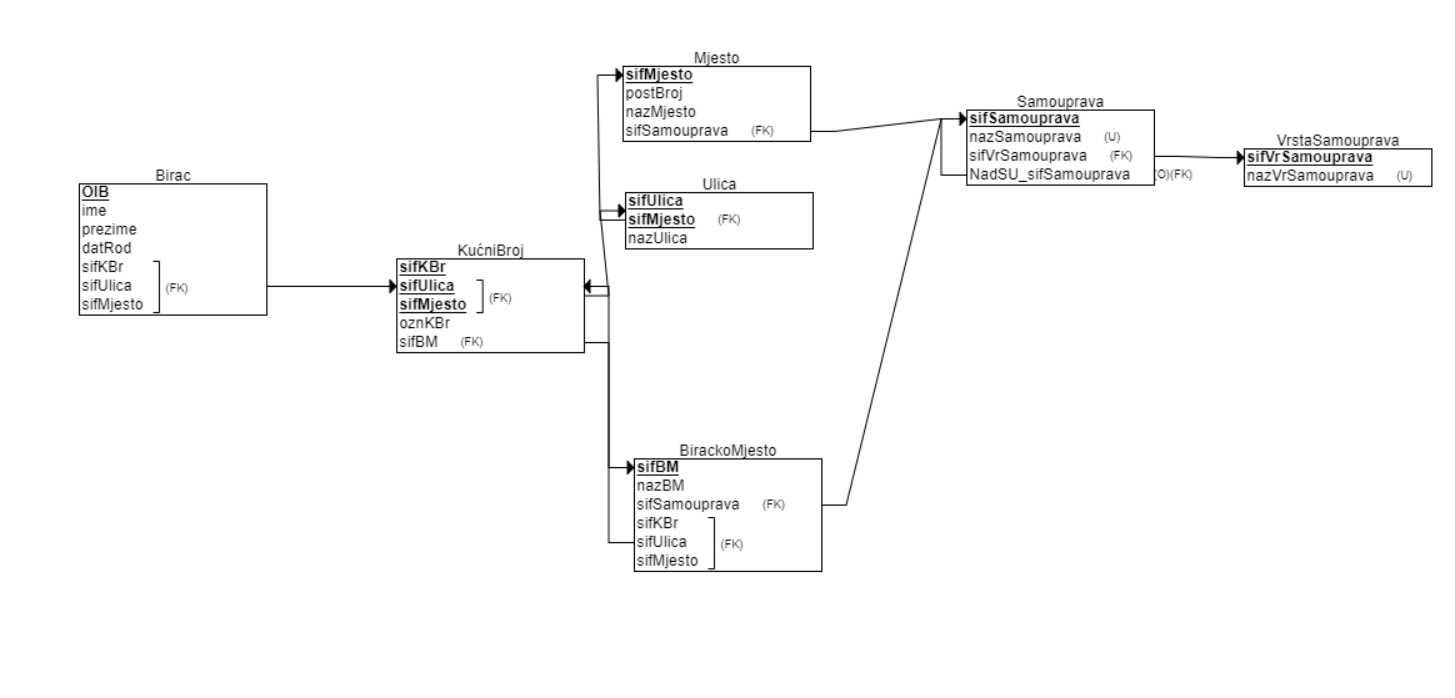 Birac
OIB
ime
prezime
datRod
sifKBr
sifUlica (FK)
sifMjesto
KućniBroj
sifKBr
sifUlica
sifMjesto (FK)
oznKBr
sifBM (FK)
Mjesto
sifMjesto
postBroj
nazMjesto
sifSamouprava (FK)
Ulica
sifUlica
sifMjesto (FK)
nazUlica
BirackoMjesto
sifBM
nazBM
sifSamouprava (FK)
sifKBr
sifUlica (FK)
sifMjesto
Samouprava
sifSamouprava
nazSamouprava (U)
sifVrSamouprava (FK)
NadSU_sifSamouprava (O)(FK)
VrstaSamouprava
sifVrSamouprava
nazVrSamouprava (U)